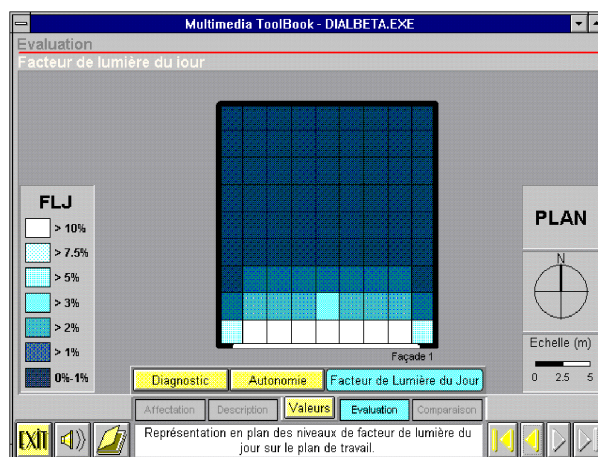 Multimedia ToolBook - DIALBETA.EXE
Evaluation
Facteur de lumière du jour
FLJ
> 10%
> 7.5%
> 5%
> 3%
> 2%
> 1%
0%-1%
PLAN
N
Echelle (m)
0 2.5 5
Façade 1
Diagnostic Autonomie Facteur de Lumière du Jour
Affectation Description Valeurs Evaluation Comparaison
EXIT
Représentation en plan des niveaux de facteur de lumière du
jour sur le plan de travail.